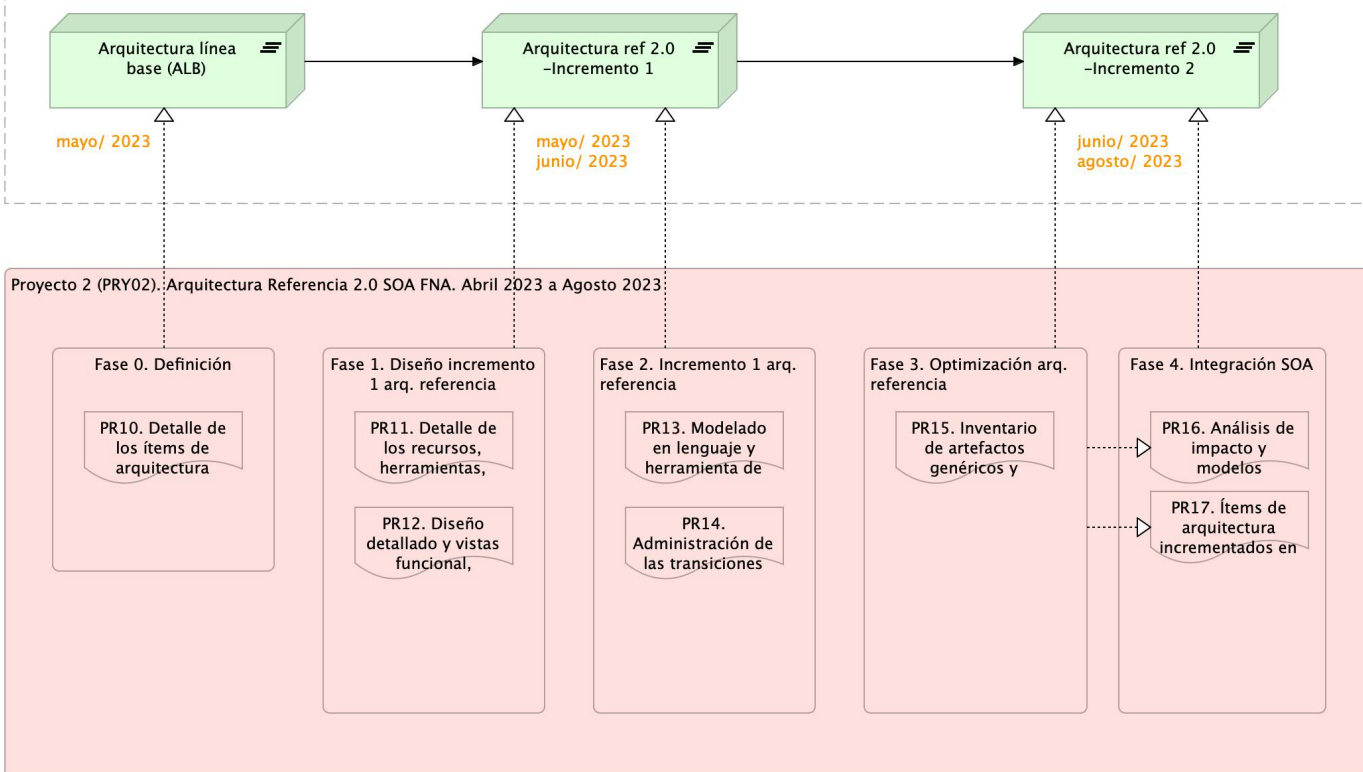 Arquitectura línea
base (ALB)
Arquitectura ref 2.0
-Incremento 1
Arquitectura ref 2.0
-Incremento 2
mayo/ 2023
mayo/ 2023
junio/ 2023
junio/ 2023
agosto/ 2023
Proyecto 2 (PRY02). Arquitectura Referencia 2.0 SOA FNA. Abril 2023 a Agosto 2023
Fase 0. Definición
PR10. Detalle de
los ítems de
arquitectura
Fase 1. Diseño incremento
1 arq. referencia
PR11. Detalle de
los recursos,
herramientas,
PR12. Diseño
detallado y vistas
funcional,
Fase 2. Incremento 1 arq.
referencia
PR13. Modelado
en lenguaje y
herramienta de
PR14.
Administración de
las transiciones
Fase 3. Optimización arq.
referencia
PR15. Inventario
de artefactos
genéricos y
Fase 4. Integración SOA
PR16. Análisis de
impacto y
modelos
PR17. Ítems de
arquitectura
incrementados en